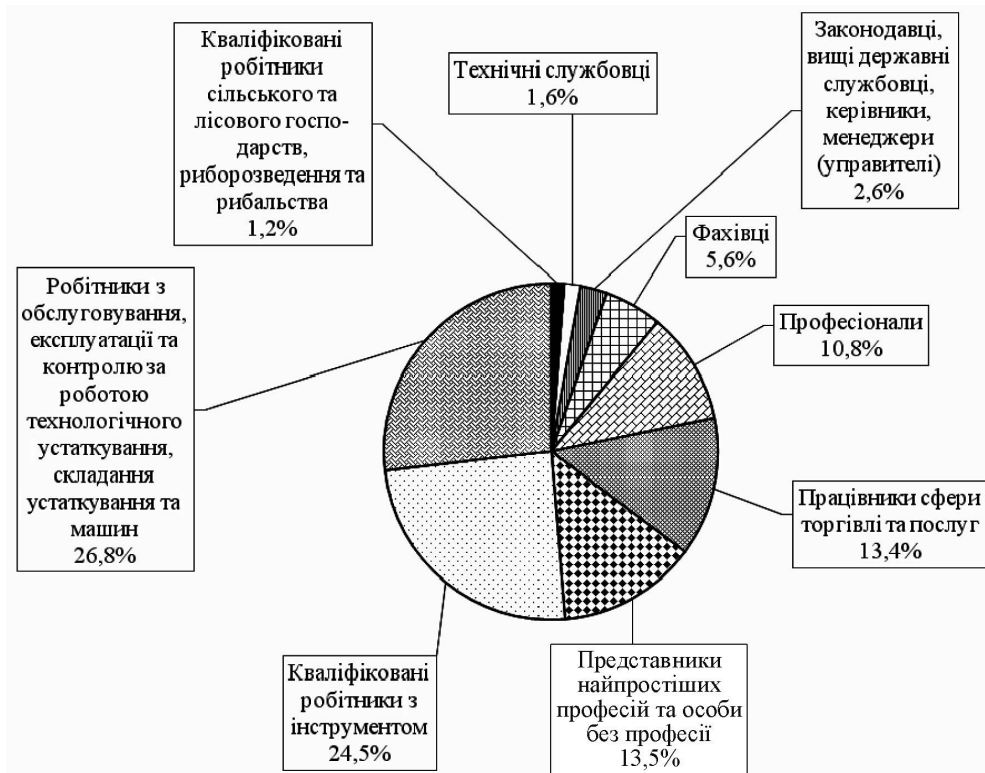 Кваліфіковані
робітники
сільського та
лісового госпо-
дарств,
риборозведення та
рибальства
1,2%
Технічні службовці
1,6%
Законодавці,
вищі державні
службовці,
керівники,
менеджери
(управителі)
2,6%
Фахівці
5,6%
Професіонали
10,8%
Працівники сфери
торгівлі та послуг
13,4%
Представники
найпростіших
професій та особи
без професії
13,5%
Кваліфіковані
робітники з
інструментом
24,5%
Робітники з
обслуговування,
експлуатації та
контролю за
роботою
технологічного
устаткування,
складання
устаткування та
машин
26,8%